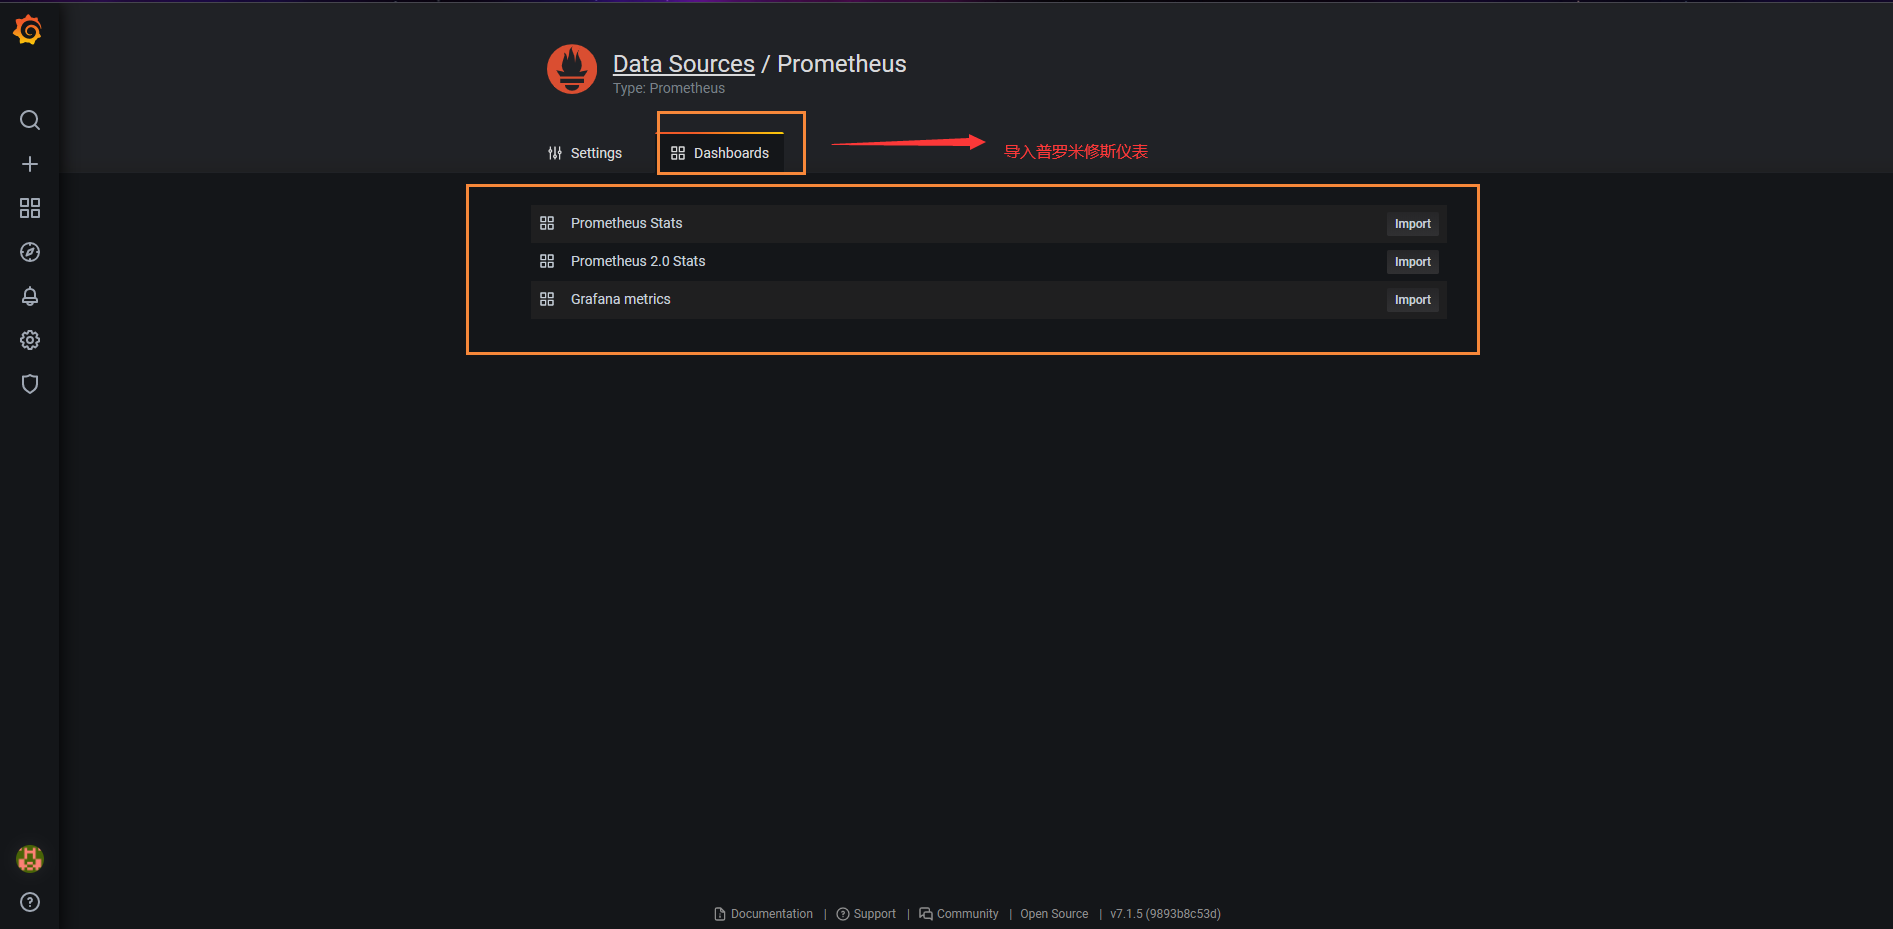 Data Sources / Prometheus
Type: Prometheus
Settings
Dashboards
导入普罗米修斯仪表
Prometheus Stats
Import
Prometheus 2.0 Stats
Import
Grafana metrics
Import
Documentation | Support | Community | Open Source | v7.1.5 (9893b8c53d)